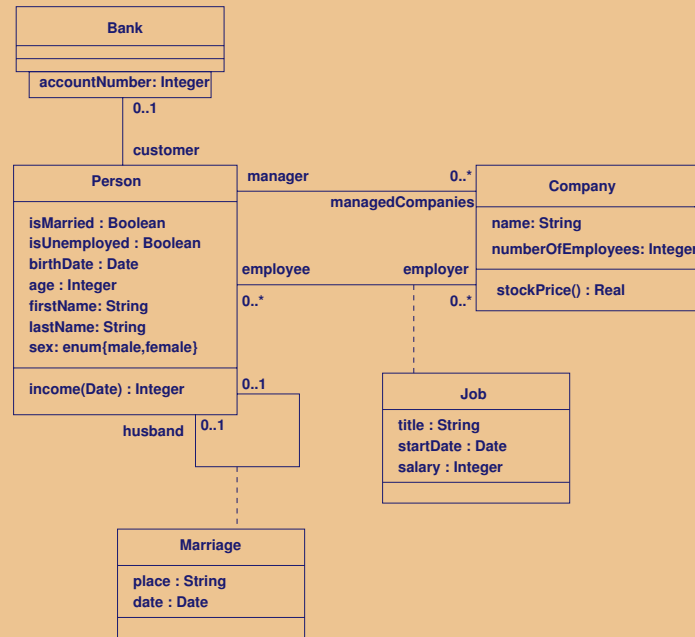 Bank
accountNumber: Integer
0..1
customer
Person
isMarried : Boolean
isUnemployed : Boolean
birthDate : Date
age : Integer
firstName: String
lastName: String
sex: enum{male,female}
income(Date) : Integer
manager
0..*
managedCompanies
Company
name: String
numberOfEmployees: Integer
stockPrice() : Real
employee
employer
0..*
0..*
0..1
husband
0..1
Job
title : String
startDate : Date
salary : Integer
Marriage
place : String
date : Date